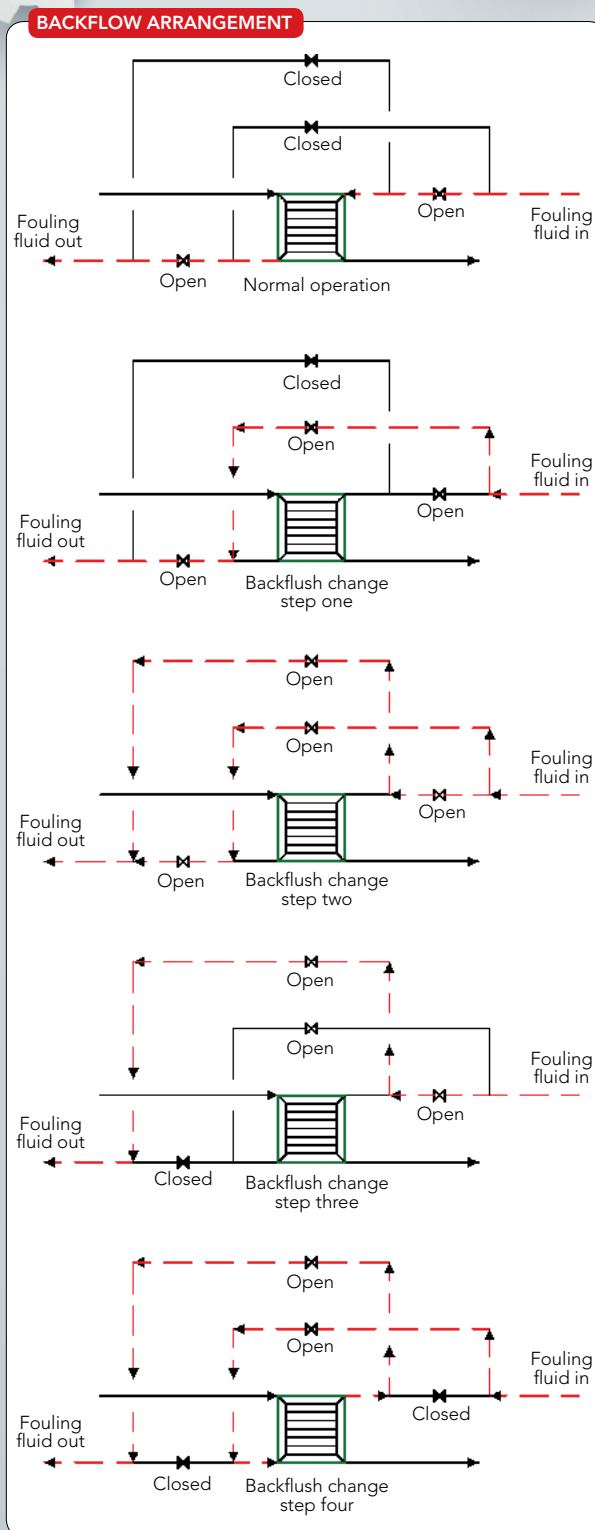 BACKFLOW ARRANGEMENT
Closed
Closed
Open
Fouling
fluid in
Fouling
fluid out
Open
Normal operation
Closed
Open
Fouling
fluid in
Open
Fouling
fluid out
Open
Backflush change
step one
Open
Open
Fouling
fluid in
Open
Fouling
fluid out
Open
Backflush change
step two
Open
Open
Fouling
fluid in
Open
Fouling
fluid out
Closed
Backflush change
step three
Open
Open
Fouling
fluid in
Closed
Fouling
fluid out
Closed
Backflush change
step four